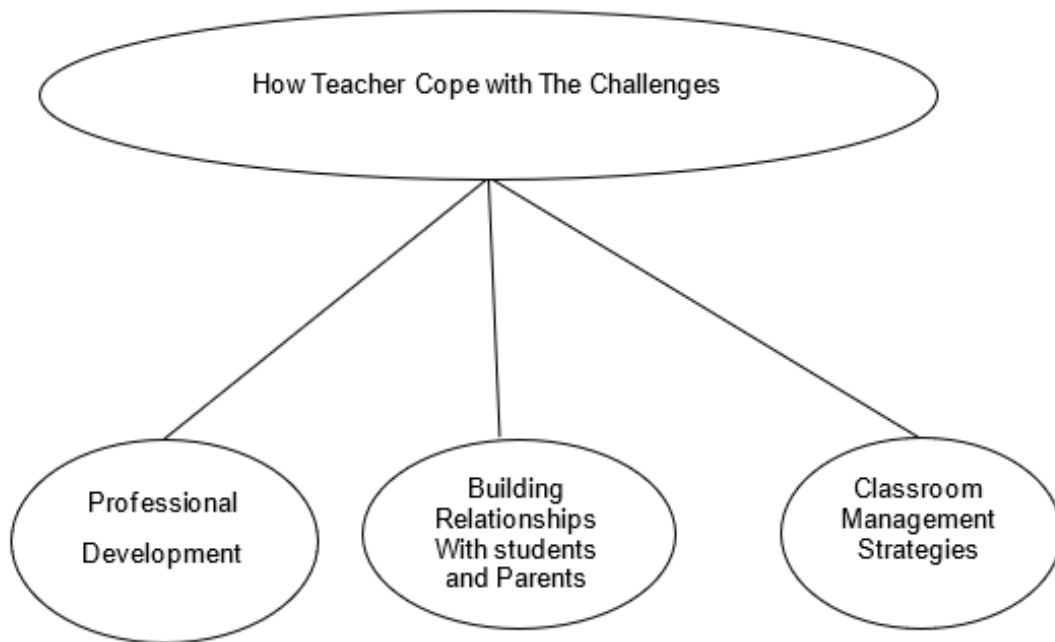 How Teacher Cope with The Challenges
Professional
Development
Building
Relationships
With students
and Parents
Classroom
Management
Strategies